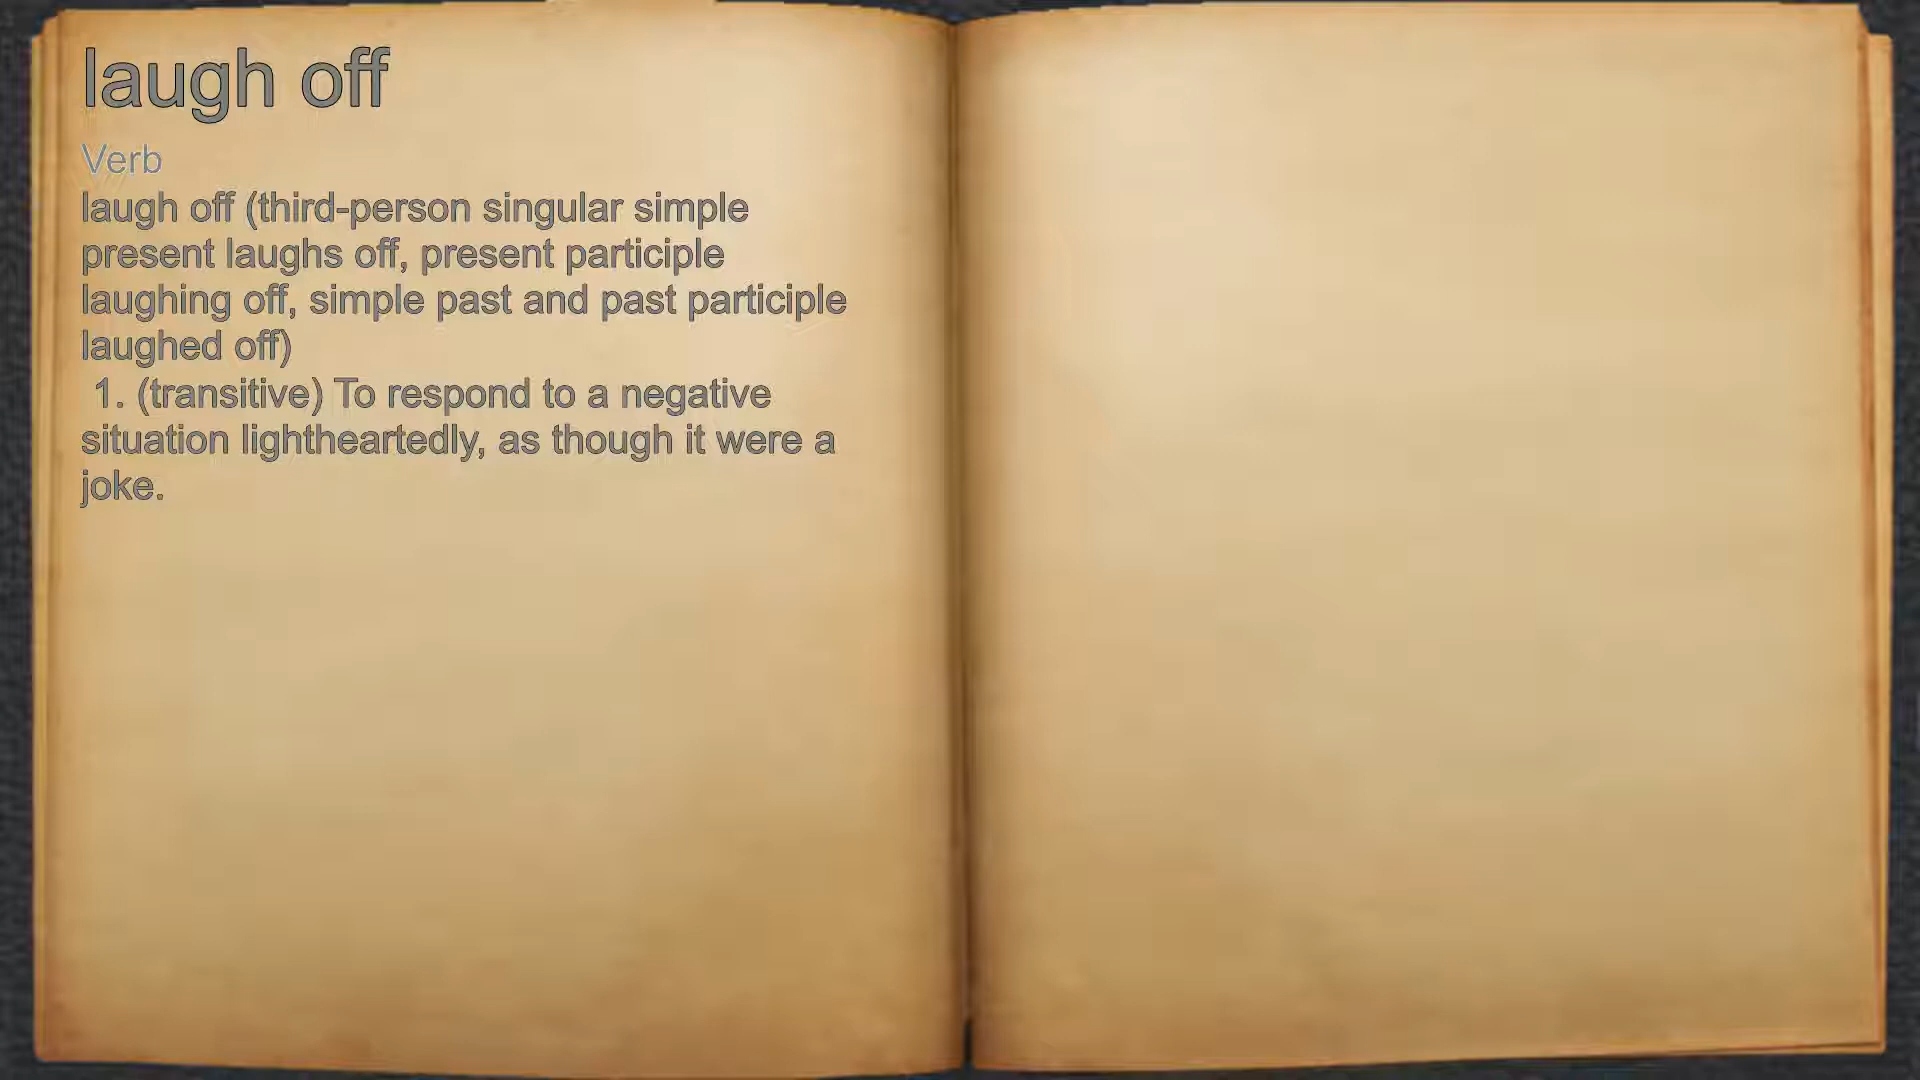 laugh off
Verb
laugh off (third-person singular simple
present laughs off, present participle
laughing off, simple past and past participle
laughed off)
1. (transitive) To respond to a negative
situation lightheartedly, as though it were a
joke.